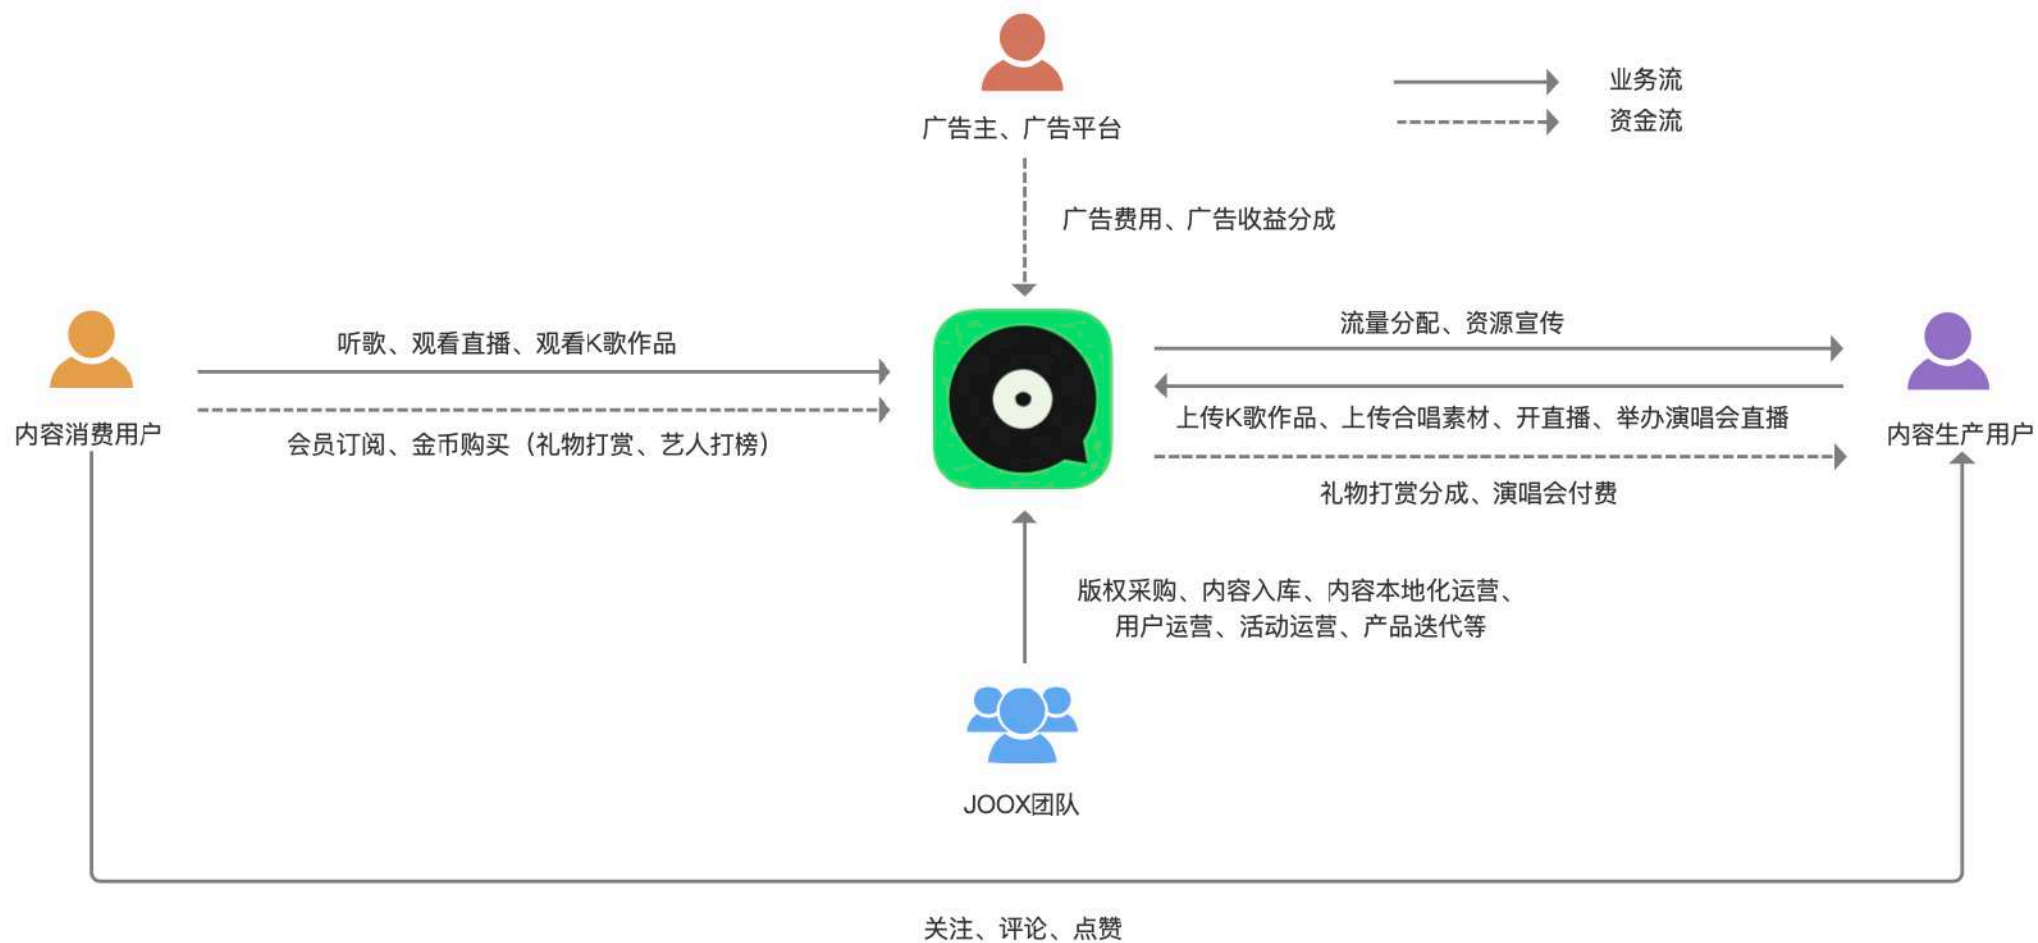 业务流
资金流
广告主、广告平台
广告费用、广告收益分成
听歌、观看直播、观看K歌作品
流量分配、资源宣传
内容消费用户
会员订阅、金币购买（礼物打赏、艺人打榜）
上传K歌作品、上传合唱素材、开直播、举办演唱会直播
内容生产用户
礼物打赏分成、演唱会付费
版权采购、内容入库、内容本地化运营、
用户运营、活动运营、产品迭代等
JOOX团队
关注、评论、点赞